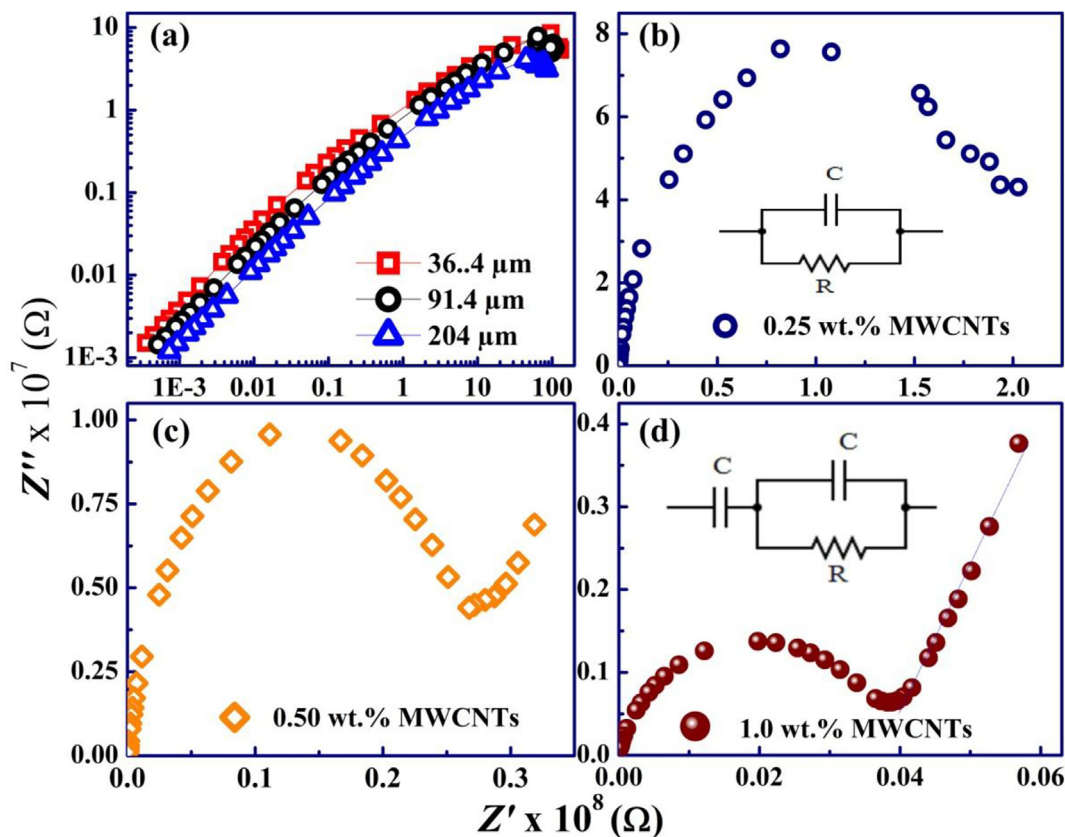 Z'' x 10⁷ (Ω)
(a)
10
1
0.1
0.01
1E-3
36..4 µm
91.4 µm
204 µm
1E-3 0.01 0.1 1 10 100
(b)
8
6
4
2
0
C
R
0.25 wt.% MWCNTs
0.0 0.5 1.0 1.5 2.0
(c)
1.00
0.75
0.50
0.25
0.00
0.50 wt.% MWCNTs
0.0 0.1 0.2 0.3
(d)
0.4
0.3
0.2
0.1
0.0
C
C
R
1.0 wt.% MWCNTs
0.00 0.02 0.04 0.06
Z' x 10⁸ (Ω)